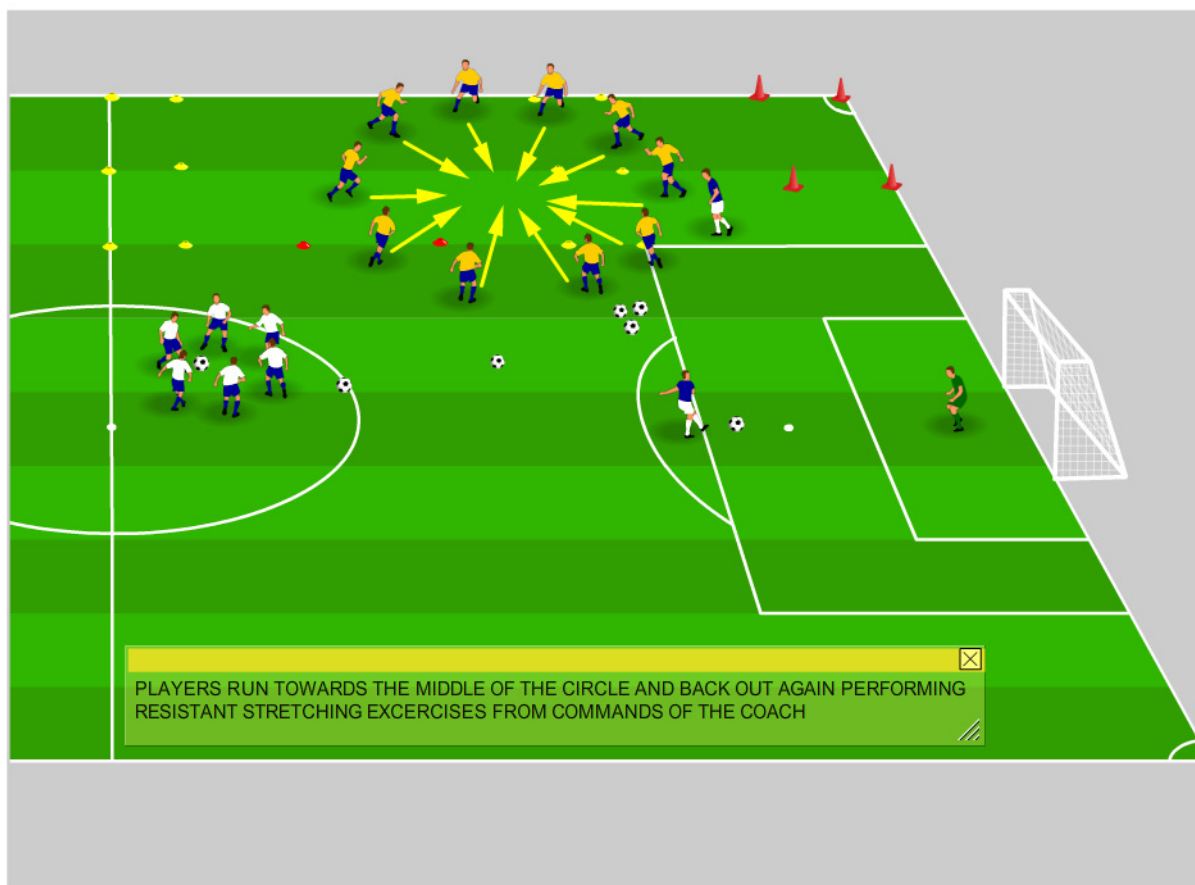 PLAYERS RUN TOWARDS THE MIDDLE OF THE CIRCLE AND BACK OUT AGAIN PERFORMING
RESISTANT STRETCHING EXCERCISES FROM COMMANDS OF THE COACH